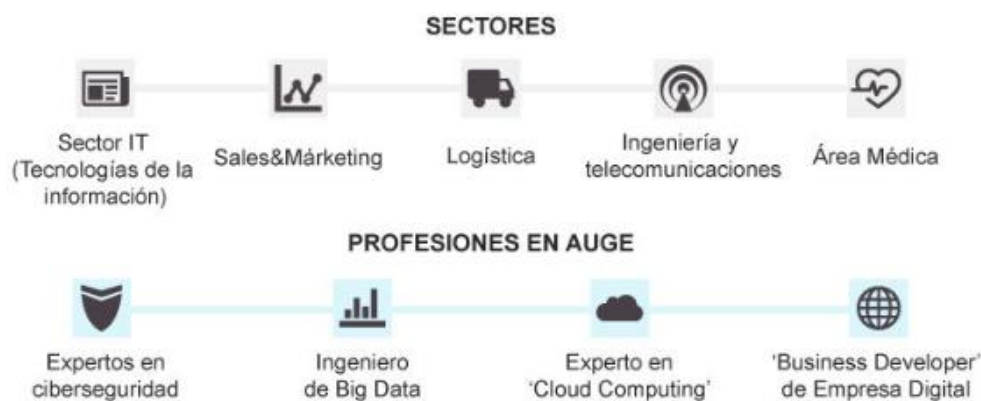 SECTORES
Sector IT
(Tecnologías de la
información)
Sales&Márketing
Logística
Ingeniería y
telecomunicaciones
Área Médica
PROFESIONES EN AUGE
Expertos en
ciberseguridad
Ingeniero
de Big Data
Experto en
'Cloud Computing'
'Business Developer'
de Empresa Digital